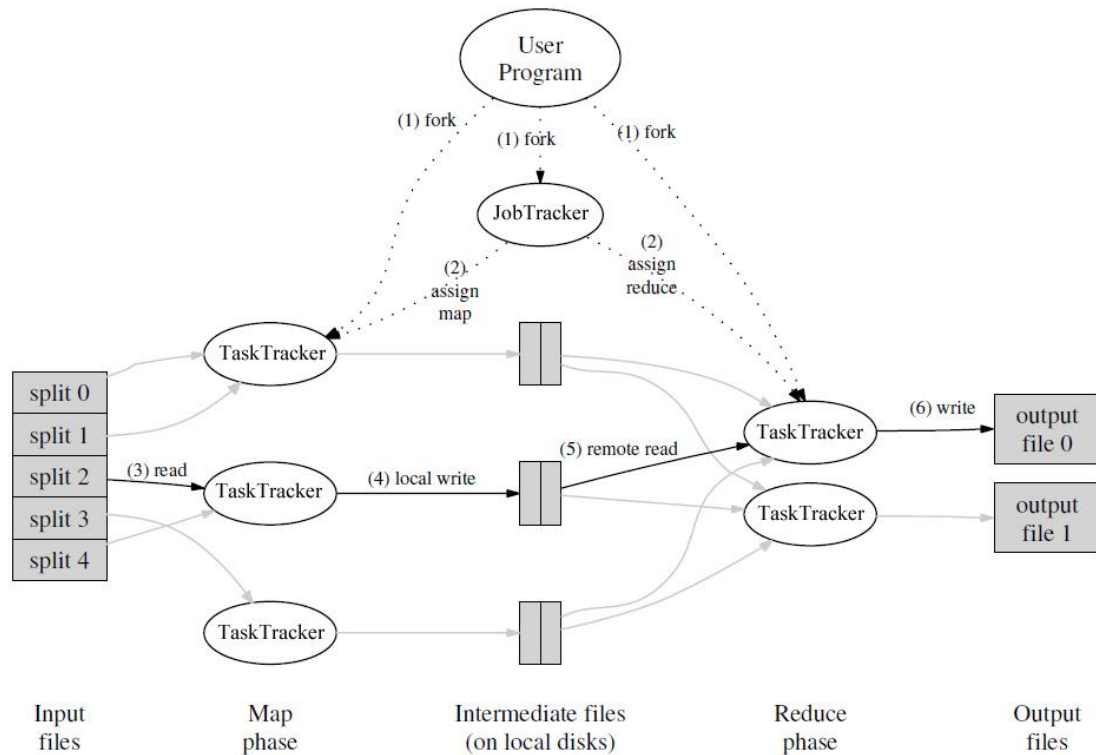 User
Program
(1) fork
(1) fork
(1) fork
JobTracker
(2)
assign
map
(2)
assign
reduce
TaskTracker
split 0
split 1
split 2
split 3
split 4
(3) read
TaskTracker
(4) local write
(5) remote read
TaskTracker
(6) write
output
file 0
TaskTracker
output
file 1
TaskTracker
Input
files
Map
phase
Intermediate files
(on local disks)
Reduce
phase
Output
files